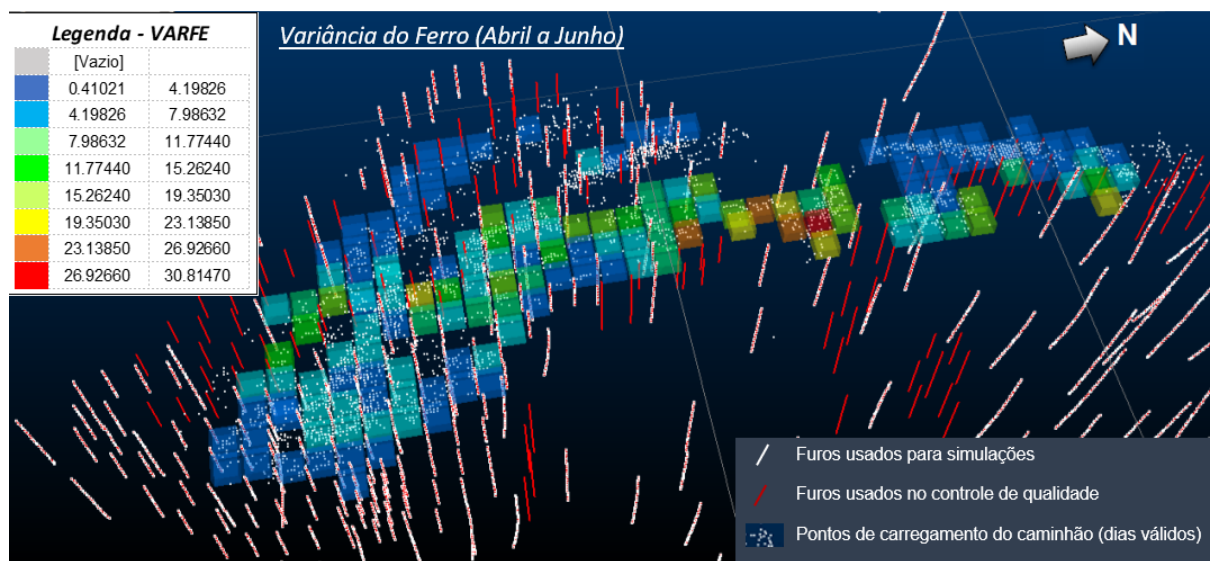 Legenda - VARFE
[Vazio]
0.41021 4.19826
4.19826 7.98632
7.98632 11.77440
11.77440 15.26240
15.26240 19.35030
19.35030 23.13850
23.13850 26.92660
26.92660 30.81470
Variância do Ferro (Abril a Junho)
N
Furos usados para simulações
Furos usados no controle de qualidade
Pontos de carregamento do caminhão (dias válidos)